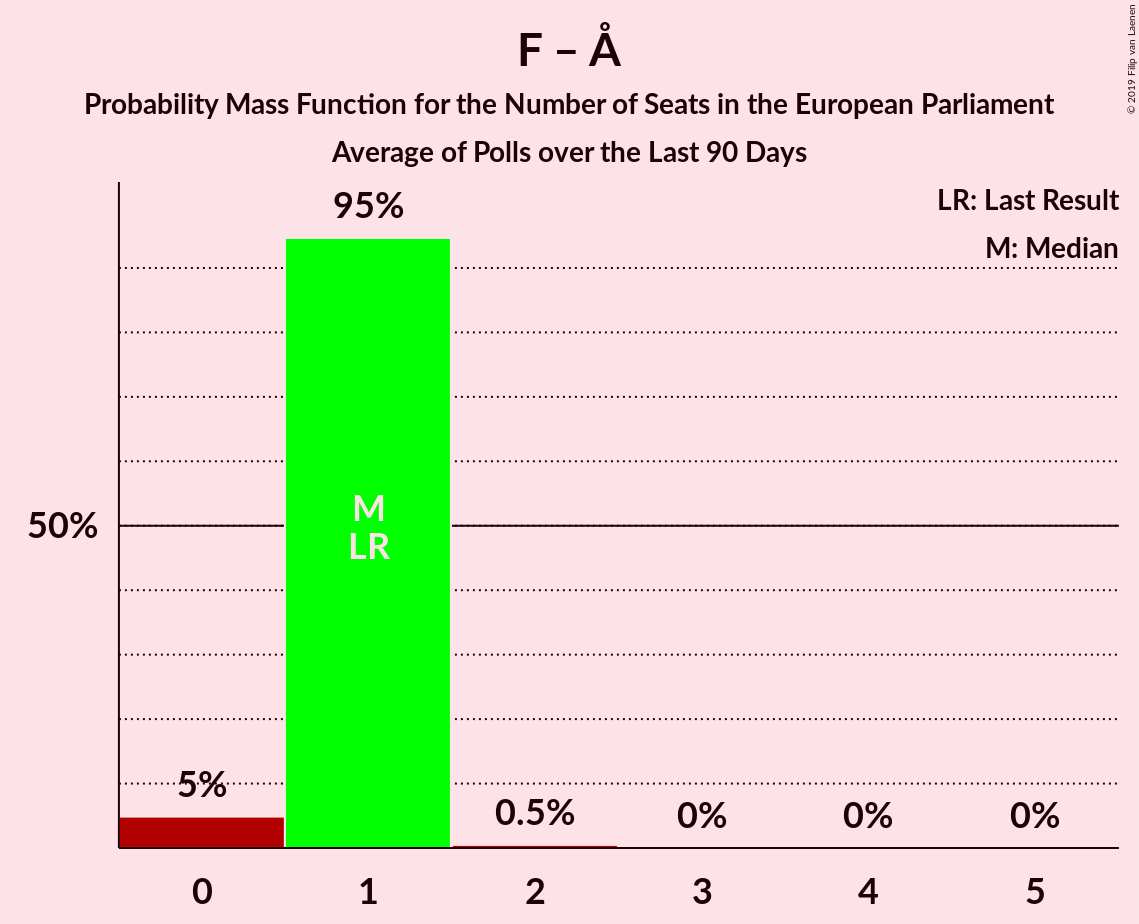 F – Å
Probability Mass Function for the Number of Seats in the European Parliament
Average of Polls over the Last 90 Days
© 2019 Filip van Laenen
LR: Last Result
M: Median
95%
M
LR
50%
5%
0.5%
0%
0%
0%
0
1
2
3
4
5